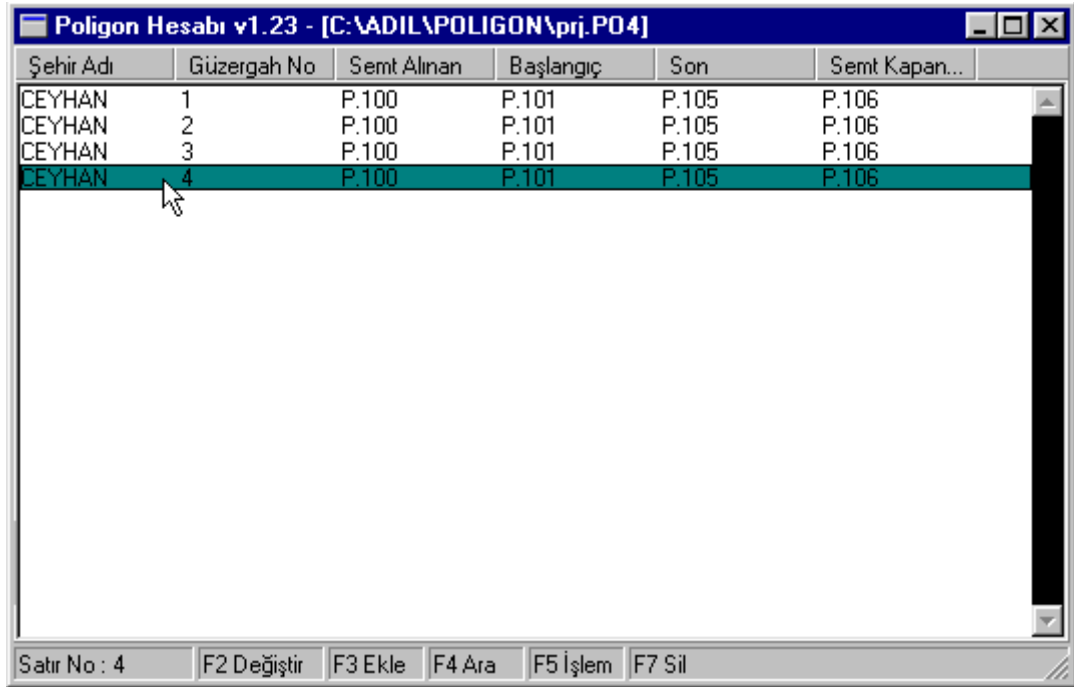 Poligon Hesabı v1.23 - [C:\ADIL\POLIGON\prj.PO4]
Şehir Adı Güzergah No Semt Alınan Başlangıç Son Semt Kapan...
CEYHAN 1 P.100 P.101 P.105 P.106
CEYHAN 2 P.100 P.101 P.105 P.106
CEYHAN 3 P.100 P.101 P.105 P.106
CEYHAN 4 P.100 P.101 P.105 P.106
Satır No : 4 F2 Değiştir F3 Ekle F4 Ara F5 İşlem F7 Sil